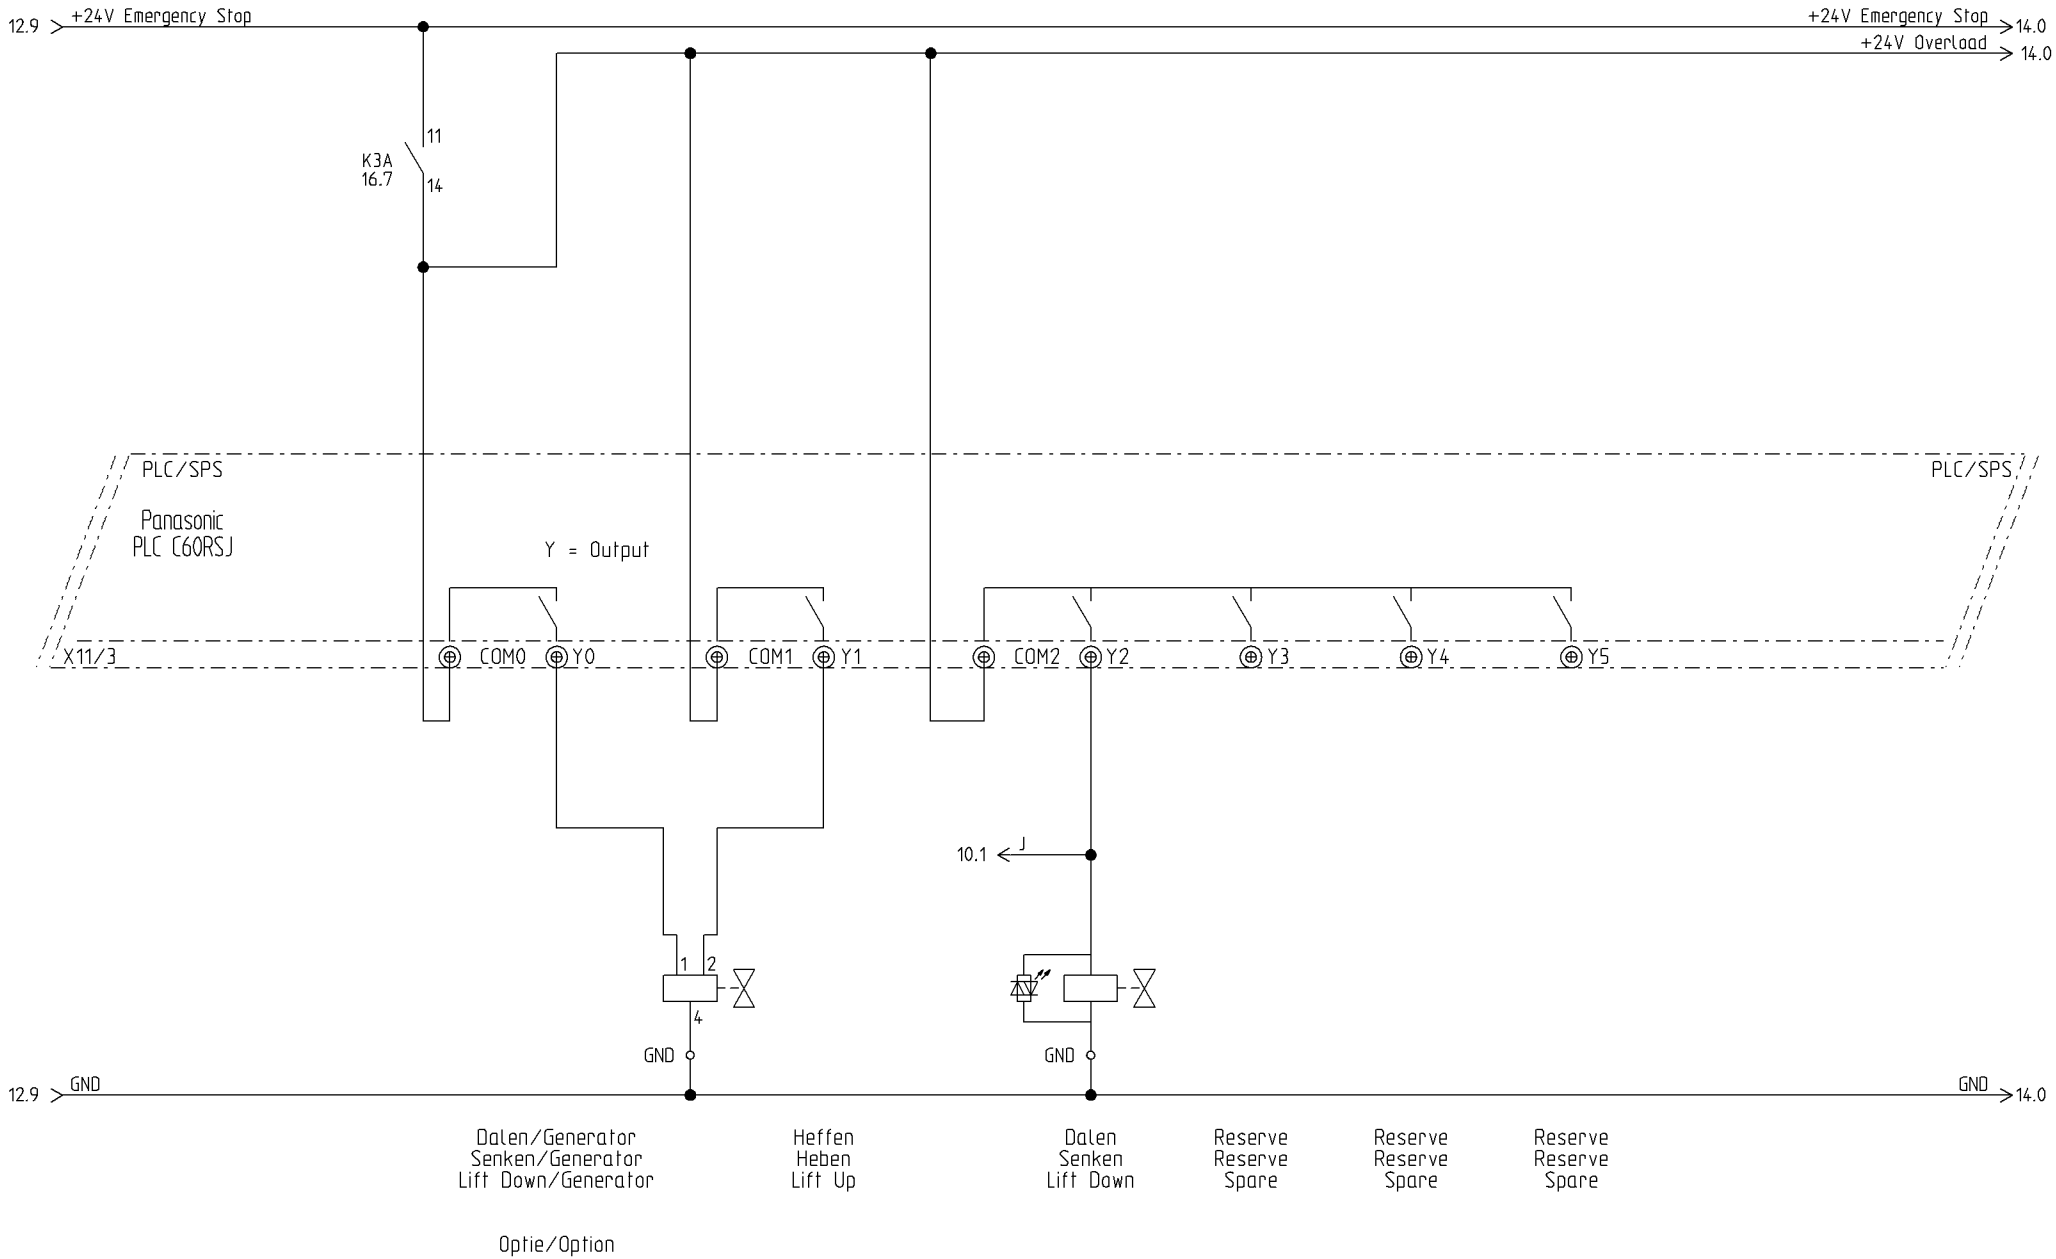 12.9
+24V Emergency Stop
+24V Emergency Stop
14.0
+24V Overload
14.0
11
K3A
16.7
14
PLC/SPS
PLC/SPS
Panasonic
PLC C60RSJ
Y = Output
X11/3
COM0
Y0
COM1
Y1
COM2
Y2
Y3
Y4
Y5
10.1
J
1
2
4
GND
GND
12.9
GND
GND
14.0
Dalen/Generator
Senken/Generator
Lift Down/Generator
Heffen
Heben
Lift Up
Dalen
Senken
Lift Down
Reserve
Reserve
Spare
Reserve
Reserve
Spare
Reserve
Reserve
Spare
Optie/Option